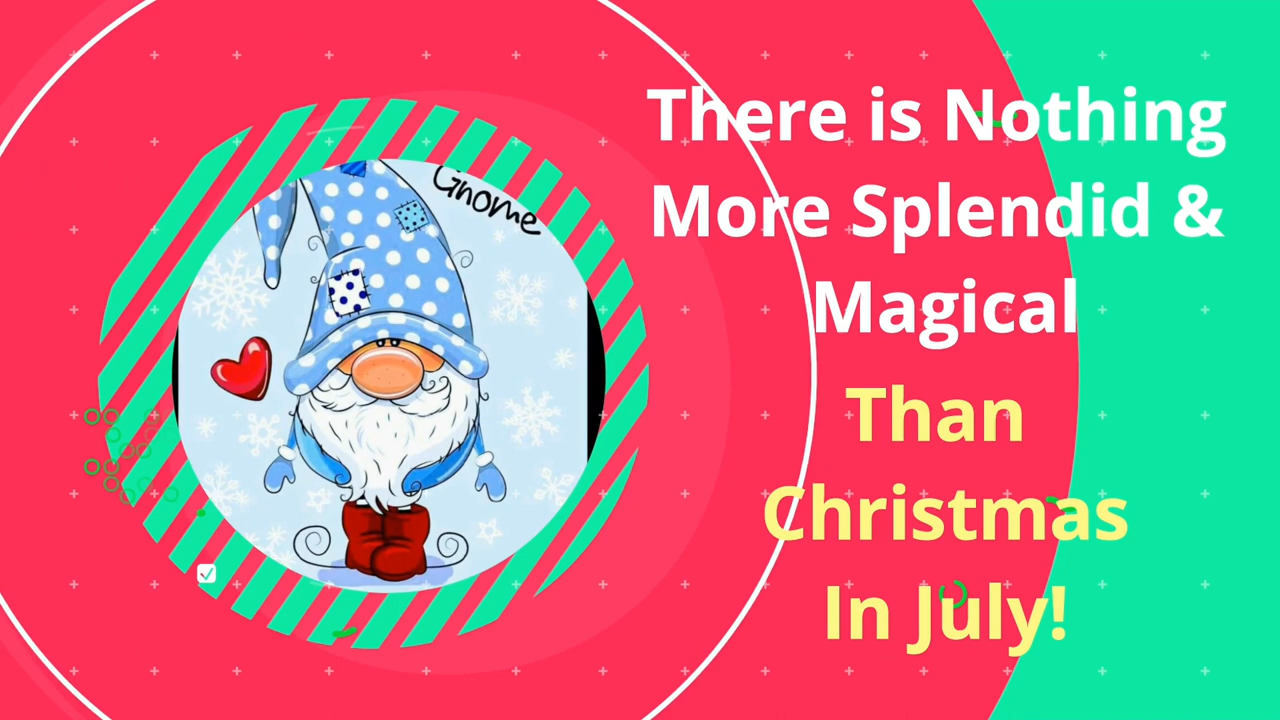 Gnome
There is Nothing
More Splendid &
Magical
Than
Christmas
In July!